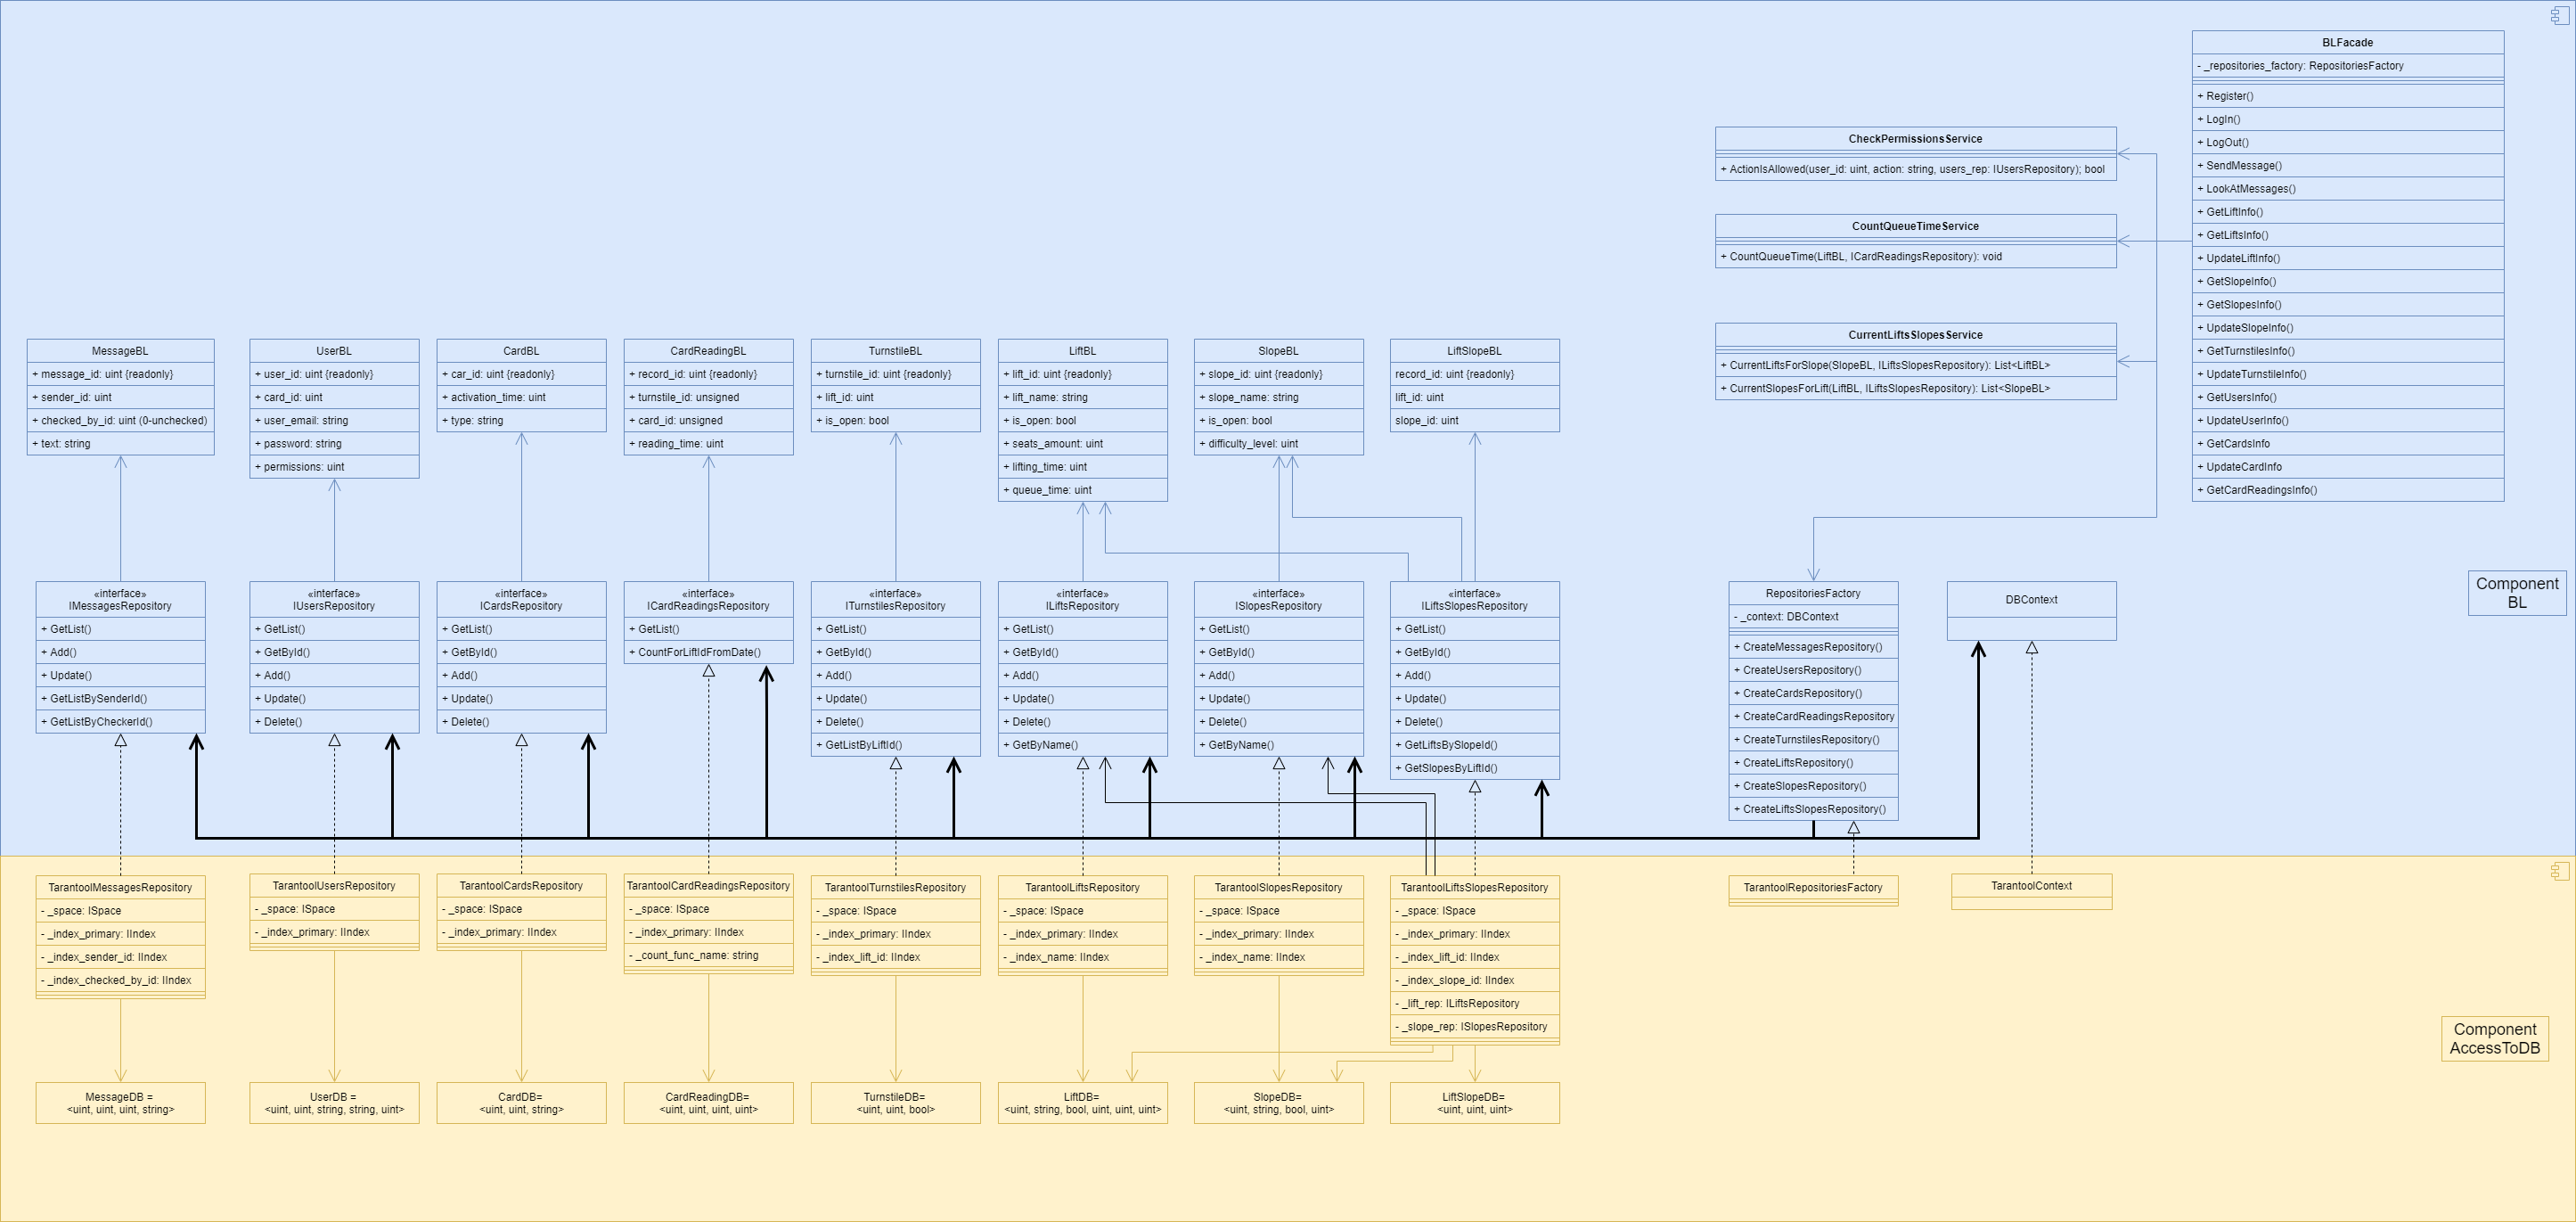 BLFacade
- _repositories_factory: RepositoriesFactory
+ Register()
+ LogIn()
+ LogOut()
+ SendMessage()
+ LookAtMessages()
+ GetLiftInfo()
+ GetLiftsInfo()
+ UpdateLiftInfo()
+ GetSlopeInfo()
+ GetSlopesInfo()
+ UpdateSlopeInfo()
+ GetTurnstilesInfo()
+ UpdateTurnstileInfo()
+ GetUsersInfo()
+ UpdateUserInfo()
+ GetCardsInfo
+ UpdateCardInfo
+ GetCardReadingsInfo()
CheckPermissionsService
+ ActionIsAllowed(user_id: uint, action: string, users_rep: IUsersRepository); bool
CountQueueTimeService
+ CountQueueTime(LiftBL, ICardReadingsRepository): void
CurrentLiftsSlopesService
+ CurrentLiftsForSlope(SlopeBL, ILiftsSlopesRepository): List<LiftBL>
+ CurrentSlopesForLift(LiftBL, ILiftsSlopesRepository): List<SlopeBL>
MessageBL
+ message_id: uint {readonly}
+ sender_id: uint
+ checked_by_id: uint (0-unchecked)
+ text: string
UserBL
+ user_id: uint {readonly}
+ card_id: uint
+ user_email: string
+ password: string
+ permissions: uint
CardBL
+ car_id: uint {readonly}
+ activation_time: uint
+ type: string
CardReadingBL
+ record_id: uint {readonly}
+ turnstile_id: unsigned
+ card_id: unsigned
+ reading_time: uint
TurnstileBL
+ turnstile_id: uint {readonly}
+ lift_id: uint
+ is_open: bool
LiftBL
+ lift_id: uint {readonly}
+ lift_name: string
+ is_open: bool
+ seats_amount: uint
+ lifting_time: uint
+ queue_time: uint
SlopeBL
+ slope_id: uint {readonly}
+ slope_name: string
+ is_open: bool
+ difficulty_level: uint
LiftSlopeBL
record_id: uint {readonly}
lift_id: uint
slope_id: uint
«interface»
IMessagesRepository
+ GetList()
+ Add()
+ Update()
+ GetListBySenderId()
+ GetListByCheckerId()
«interface»
IUsersRepository
+ GetList()
+ GetById()
+ Add()
+ Update()
+ Delete()
«interface»
ICardsRepository
+ GetList()
+ GetById()
+ Add()
+ Update()
+ Delete()
«interface»
ICardReadingsRepository
+ GetList()
+ CountForLiftIdFromDate()
«interface»
ITurnstilesRepository
+ GetList()
+ GetById()
+ Add()
+ Update()
+ Delete()
+ GetListByLiftId()
«interface»
ILiftsRepository
+ GetList()
+ GetById()
+ Add()
+ Update()
+ Delete()
+ GetByName()
«interface»
ISlopesRepository
+ GetList()
+ GetById()
+ Add()
+ Update()
+ Delete()
+ GetByName()
«interface»
ILiftsSlopesRepository
+ GetList()
+ GetById()
+ Add()
+ Update()
+ Delete()
+ GetLiftsBySlopeId()
+ GetSlopesByLiftId()
RepositoriesFactory
- _context: DBContext
+ CreateMessagesRepository()
+ CreateUsersRepository()
+ CreateCardsRepository()
+ CreateCardReadingsRepository
+ CreateTurnstilesRepository()
+ CreateLiftsRepository()
+ CreateSlopesRepository()
+ CreateLiftsSlopesRepository()
DBContext
Component
BL
TarantoolMessagesRepository
- _space: ISpace
- _index_primary: IIndex
- _index_sender_id: IIndex
- _index_checked_by_id: IIndex
TarantoolUsersRepository
- _space: ISpace
- _index_primary: IIndex
TarantoolCardsRepository
- _space: ISpace
- _index_primary: IIndex
TarantoolCardReadingsRepository
- _space: ISpace
- _index_primary: IIndex
- _count_func_name: string
TarantoolTurnstilesRepository
- _space: ISpace
- _index_primary: IIndex
- _index_lift_id: IIndex
TarantoolLiftsRepository
- _space: ISpace
- _index_primary: IIndex
- _index_name: IIndex
TarantoolSlopesRepository
- _space: ISpace
- _index_primary: IIndex
- _index_name: IIndex
TarantoolLiftsSlopesRepository
- _space: ISpace
- _index_primary: IIndex
- _index_lift_id: IIndex
- _index_slope_id: IIndex
- _lift_rep: ILiftsRepository
- _slope_rep: ISlopesRepository
TarantoolRepositoriesFactory
TarantoolContext
Component
AccessToDB
MessageDB =
<uint, uint, uint, string>
UserDB =
<uint, uint, string, string, uint>
CardDB=
<uint, uint, string>
CardReadingDB=
<uint, uint, uint, uint>
TurnstileDB=
<uint, uint, bool>
LiftDB=
<uint, string, bool, uint, uint, uint>
SlopeDB=
<uint, string, bool, uint>
LiftSlopeDB=
<uint, uint, uint>